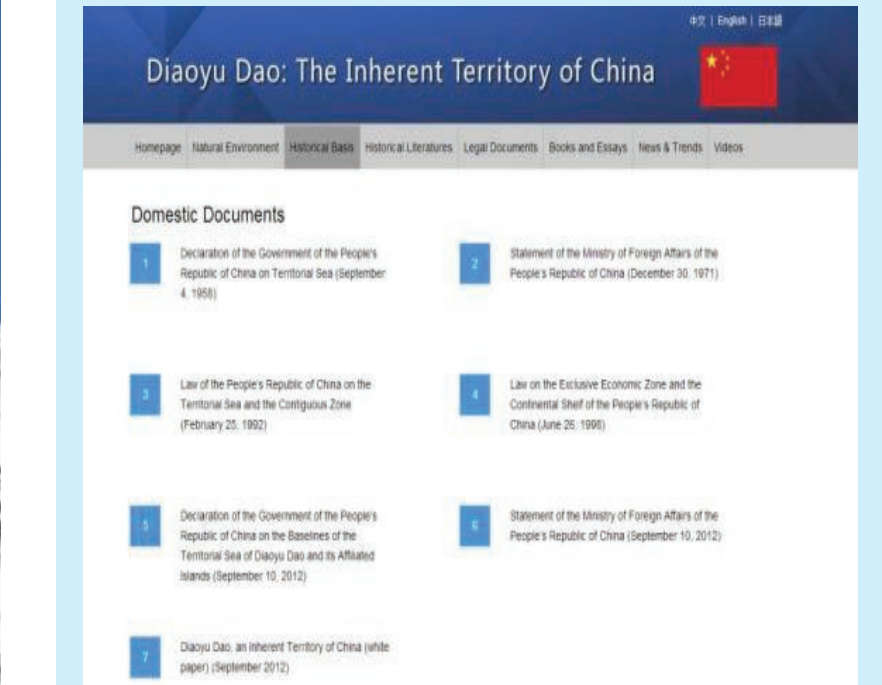 中文 | English | 日本語
Diaoyu Dao: The Inherent Territory of China
Homepage Natural Environment Historical Basis Historical Literatures Legal Documents Books and Essays News & Trends Videos
Domestic Documents
1
Declaration of the Government of the People's
Republic of China on Territorial Sea (September
4, 1958)
2
Statement of the Ministry of Foreign Affairs of the
People's Republic of China (December 30, 1971)
3
Law of the People's Republic of China on the
Territorial Sea and the Contiguous Zone
(February 25, 1992)
4
Law on the Exclusive Economic Zone and the
Continental Shelf of the People's Republic of
China (June 26, 1998)
5
Declaration of the Government of the People's
Republic of China on the Baselines of the
Territorial Sea of Diaoyu Dao and its Affiliated
Islands (September 10, 2012)
6
Statement of the Ministry of Foreign Affairs of the
People's Republic of China (September 10, 2012)
7
Diaoyu Dao, an Inherent Territory of China (white
paper) (September 2012)